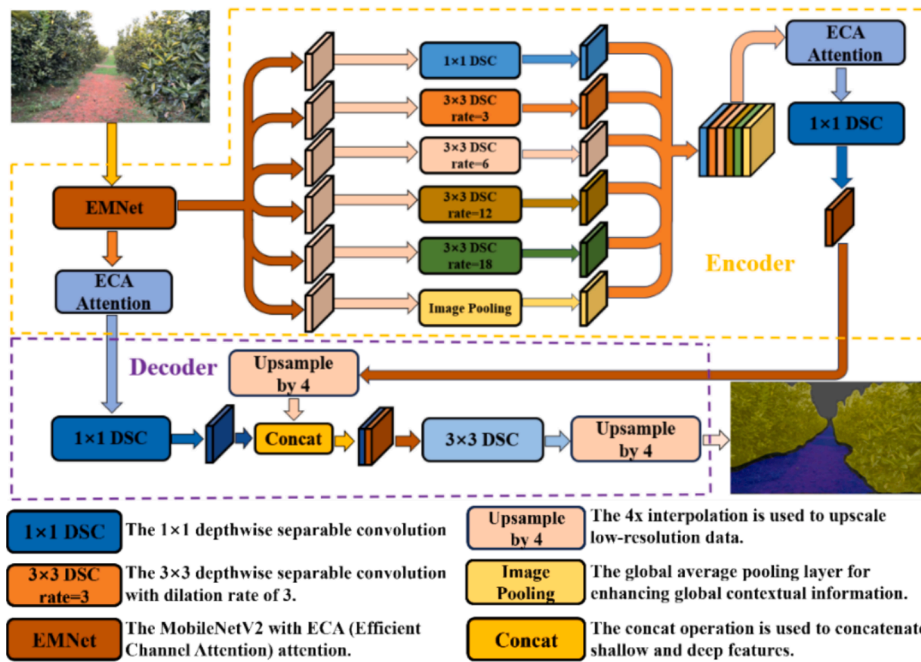 ECA
Attention
1×1 DSC
1×1 DSC
3×3 DSC
rate=3
3×3 DSC
rate=6
EMNet
3×3 DSC
rate=12
3×3 DSC
rate=18
Encoder
ECA
Attention
Image Pooling
Decoder
Upsample
by 4
1×1 DSC
Concat
3×3 DSC
Upsample
by 4
1×1 DSC
The 1×1 depthwise separable convolution
Upsample
by 4
The 4x interpolation is used to upscale
low-resolution data.
3×3 DSC
rate=3
The 3×3 depthwise separable convolution
with dilation rate of 3.
Image
Pooling
The global average pooling layer for
enhancing global contextual information.
EMNet
The MobileNetV2 with ECA (Efficient
Channel Attention) attention.
Concat
The concat operation is used to concatenate
shallow and deep features.